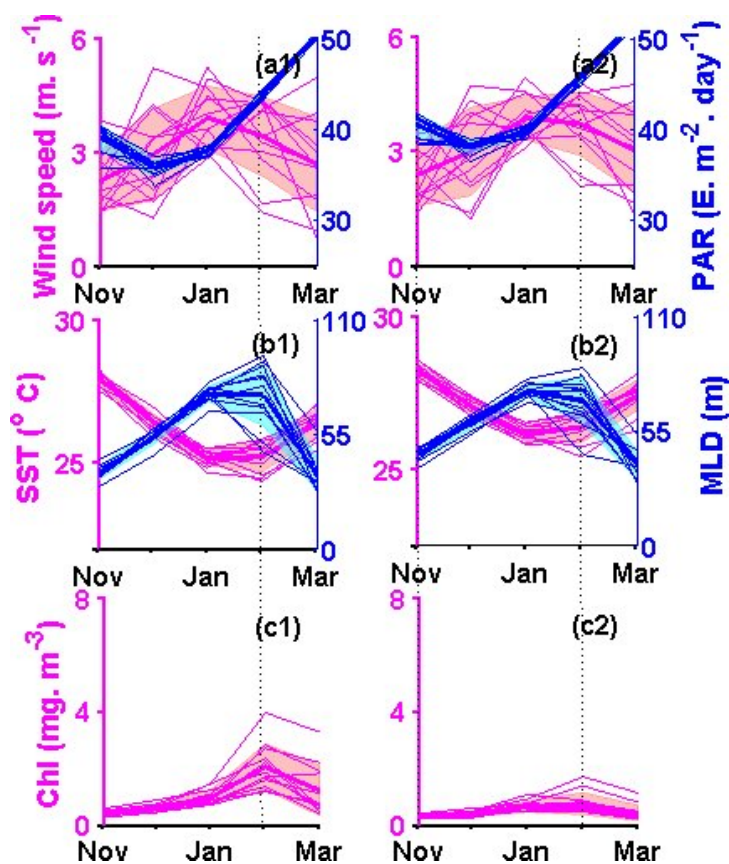 Wind speed (m. s⁻¹)
6
3
0
(a1)
50
40
30
Nov Jan Mar
6
3
0
(a2)
50
40
30
PAR (E. m⁻². day⁻¹)
Nov Jan Mar
SST (° C)
30
25
(b1)
110
55
0
Nov Jan Mar
30
25
(b2)
110
55
0
MLD (m)
Nov Jan Mar
Chl (mg. m⁻³)
8
4
0
(c1)
Nov Jan Mar
8
4
0
(c2)
Nov Jan Mar